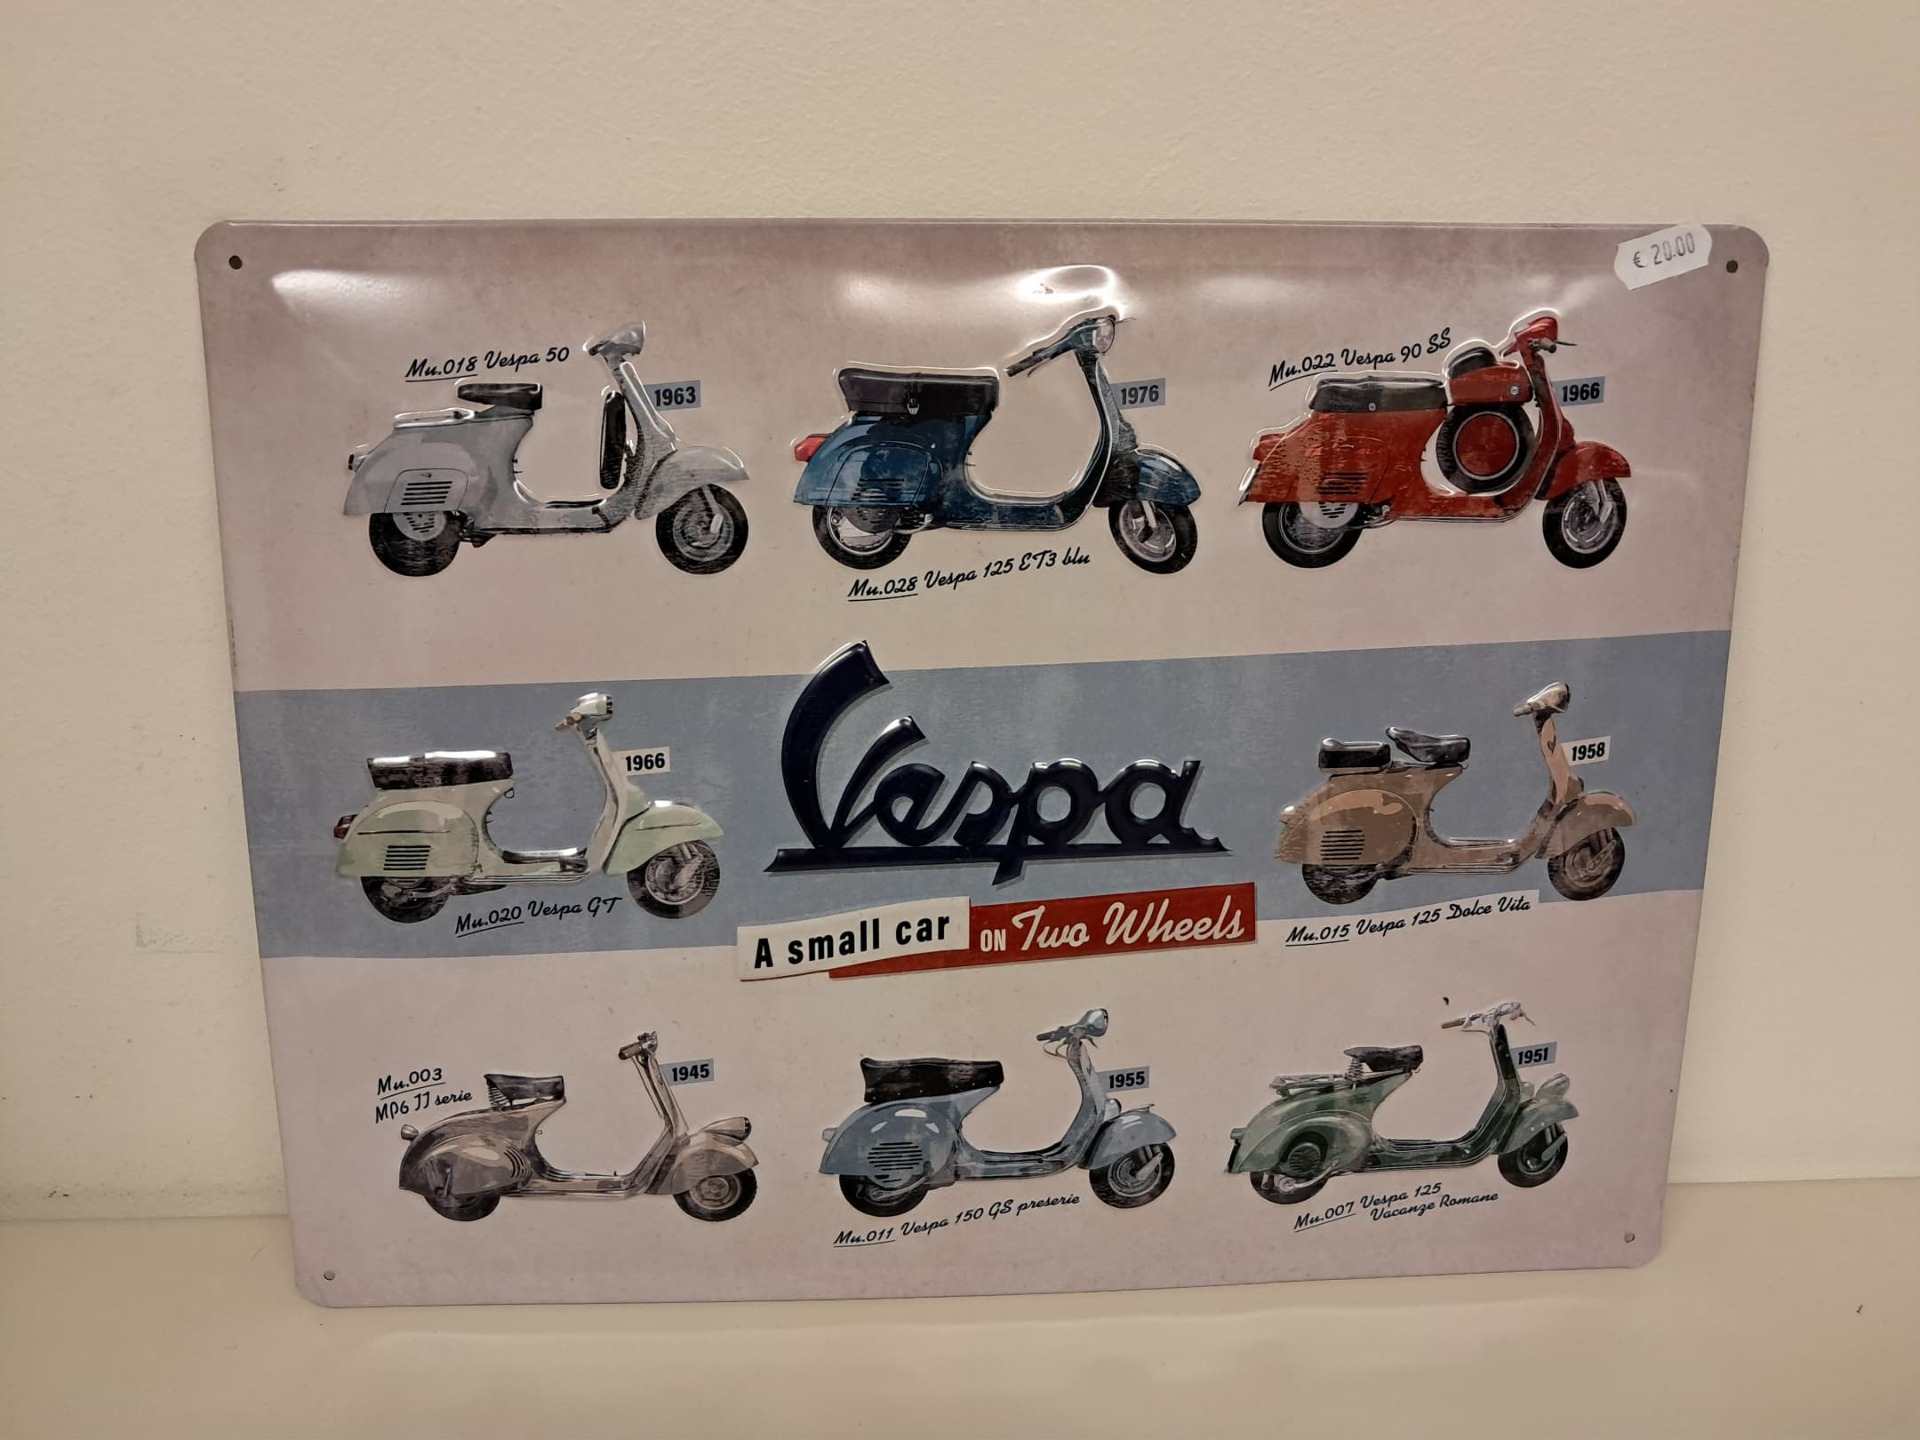 € 20.00
Mu.018 Vespa 50
1963
1976
Mu.028 Vespa 125 ET3 blu
Mu.022 Vespa 90 SS
1966
1966
Mu.020 Vespa GT
Vespa
A small car ON Two Wheels
1958
Mu.015 Vespa 125 Dolce Vita
Mu.003
MP6 II serie
1945
1955
Mu.011 Vespa 150 GS preserie
1951
Mu.007 Vespa 125
Vacanze Romane